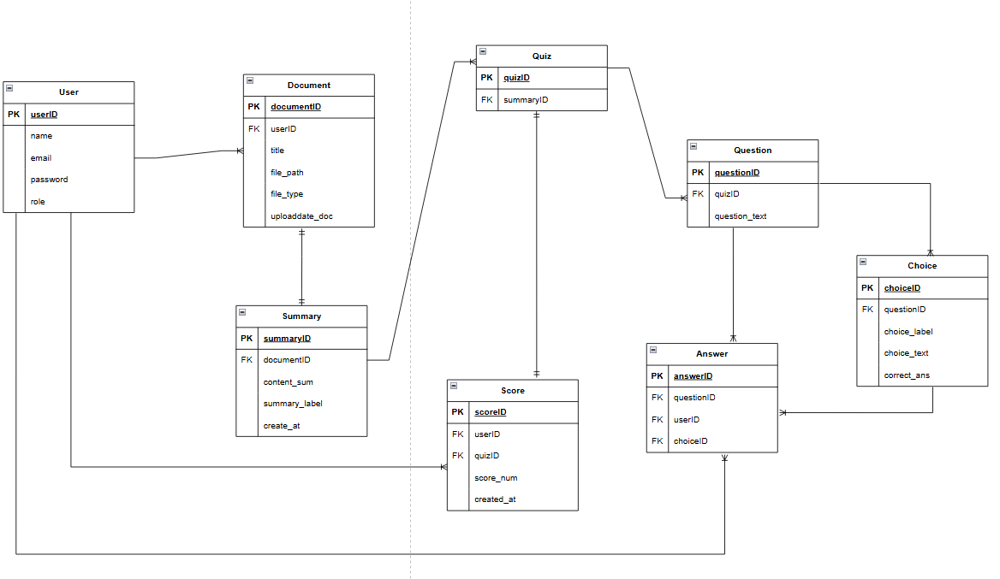 User
PK userID
name
email
password
role
Document
PK documentID
FK userID
title
file_path
file_type
uploaddate_doc
Summary
PK summaryID
FK documentID
content_sum
summary_label
create_at
Quiz
PK quizID
FK summaryID
Score
PK scoreID
FK userID
FK quizID
score_num
created_at
Question
PK questionID
FK quizID
question_text
Answer
PK answerID
FK questionID
FK userID
FK choiceID
Choice
PK choiceID
FK questionID
choice_label
choice_text
correct_ans